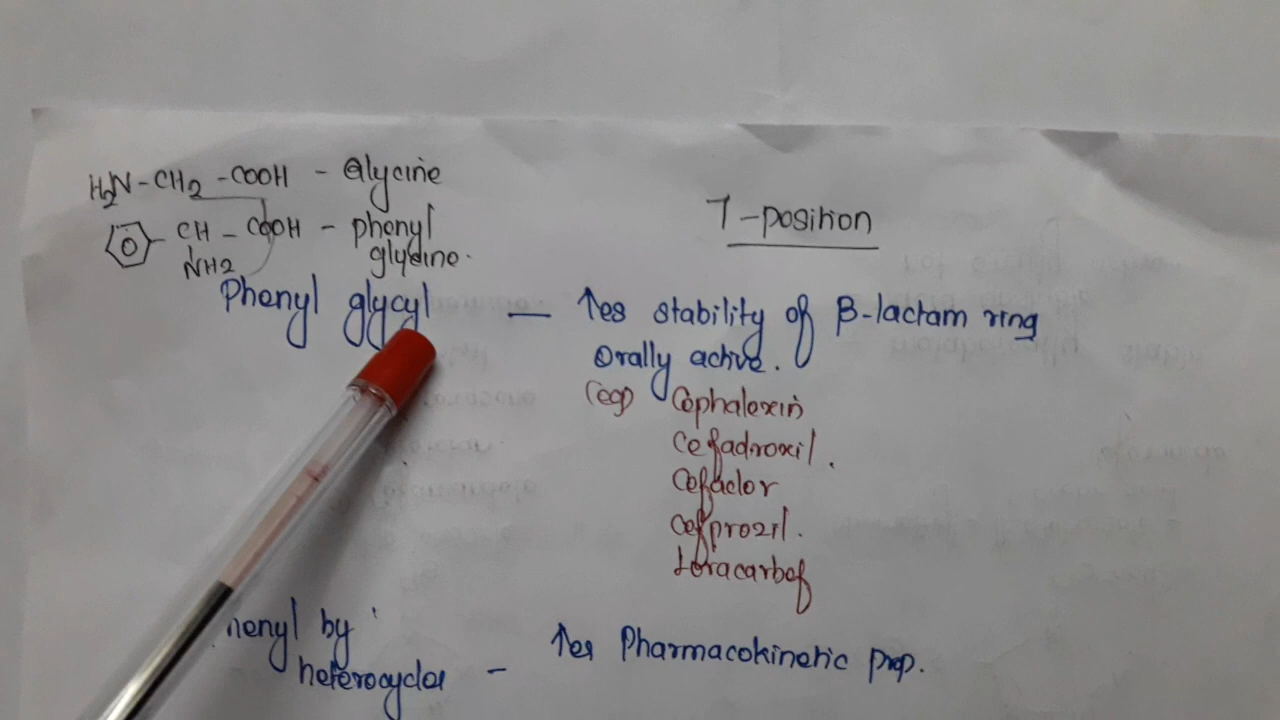 H2N-CH2-COOH - Glycine
7-position
CH - COOH - phenyl
NH2 glycine.
Phenyl glycyl — ↑es stability of β-lactam ring
Orally active.
(eg) Cephalexin
Cefadroxil.
Cefaclor
Cefprozil.
Loracarbef
henyl by
heterocycles - ↑es Pharmacokinetic prop.